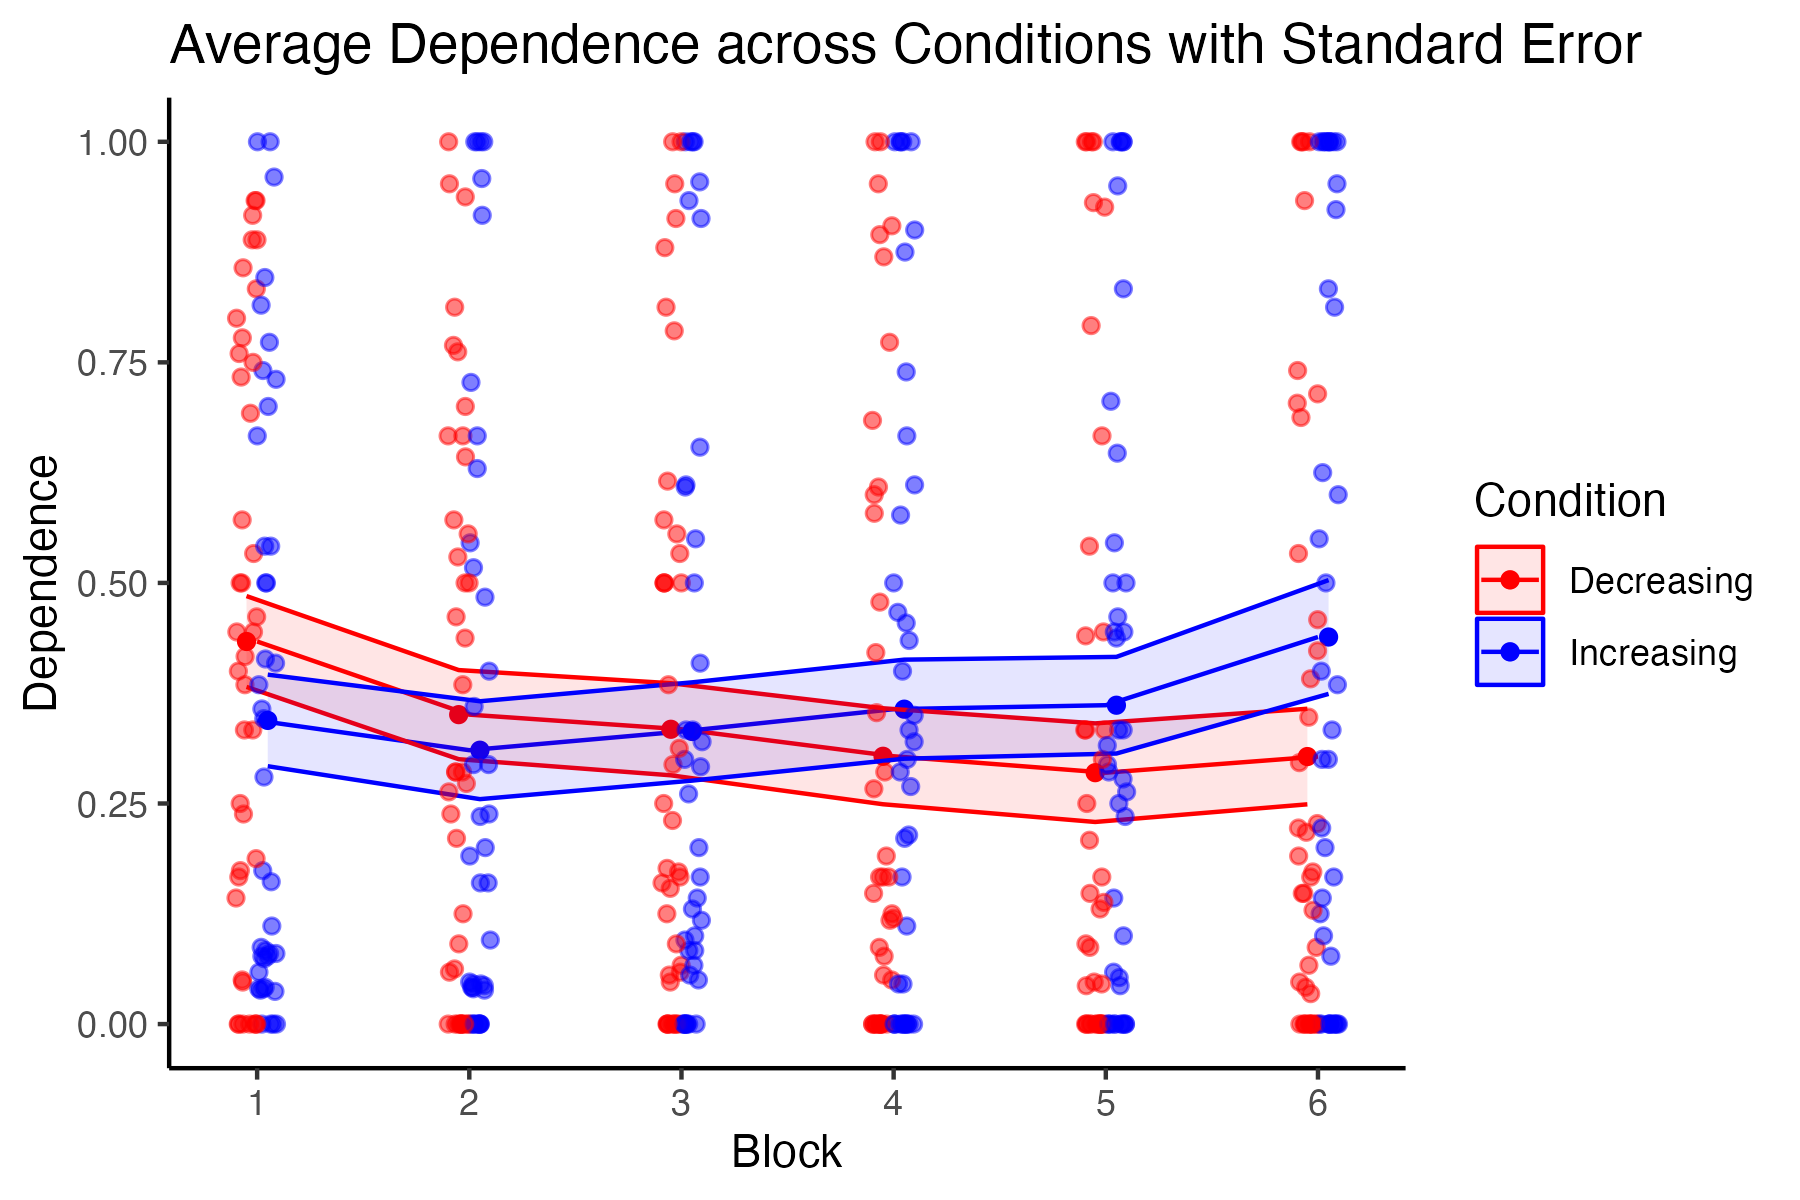 Average Dependence across Conditions with Standard Error
1.00
0.75
0.50
0.25
0.00
Dependence
1 2 3 4 5 6
Block
Condition
Decreasing
Increasing